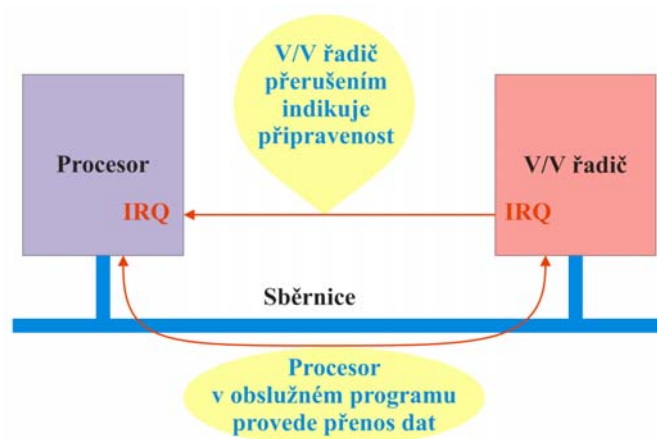 V/V řadič
přerušením
indikuje
připravenost
Procesor
V/V řadič
IRQ
IRQ
Sběrnice
Procesor
v obslužném programu
provede přenos dat